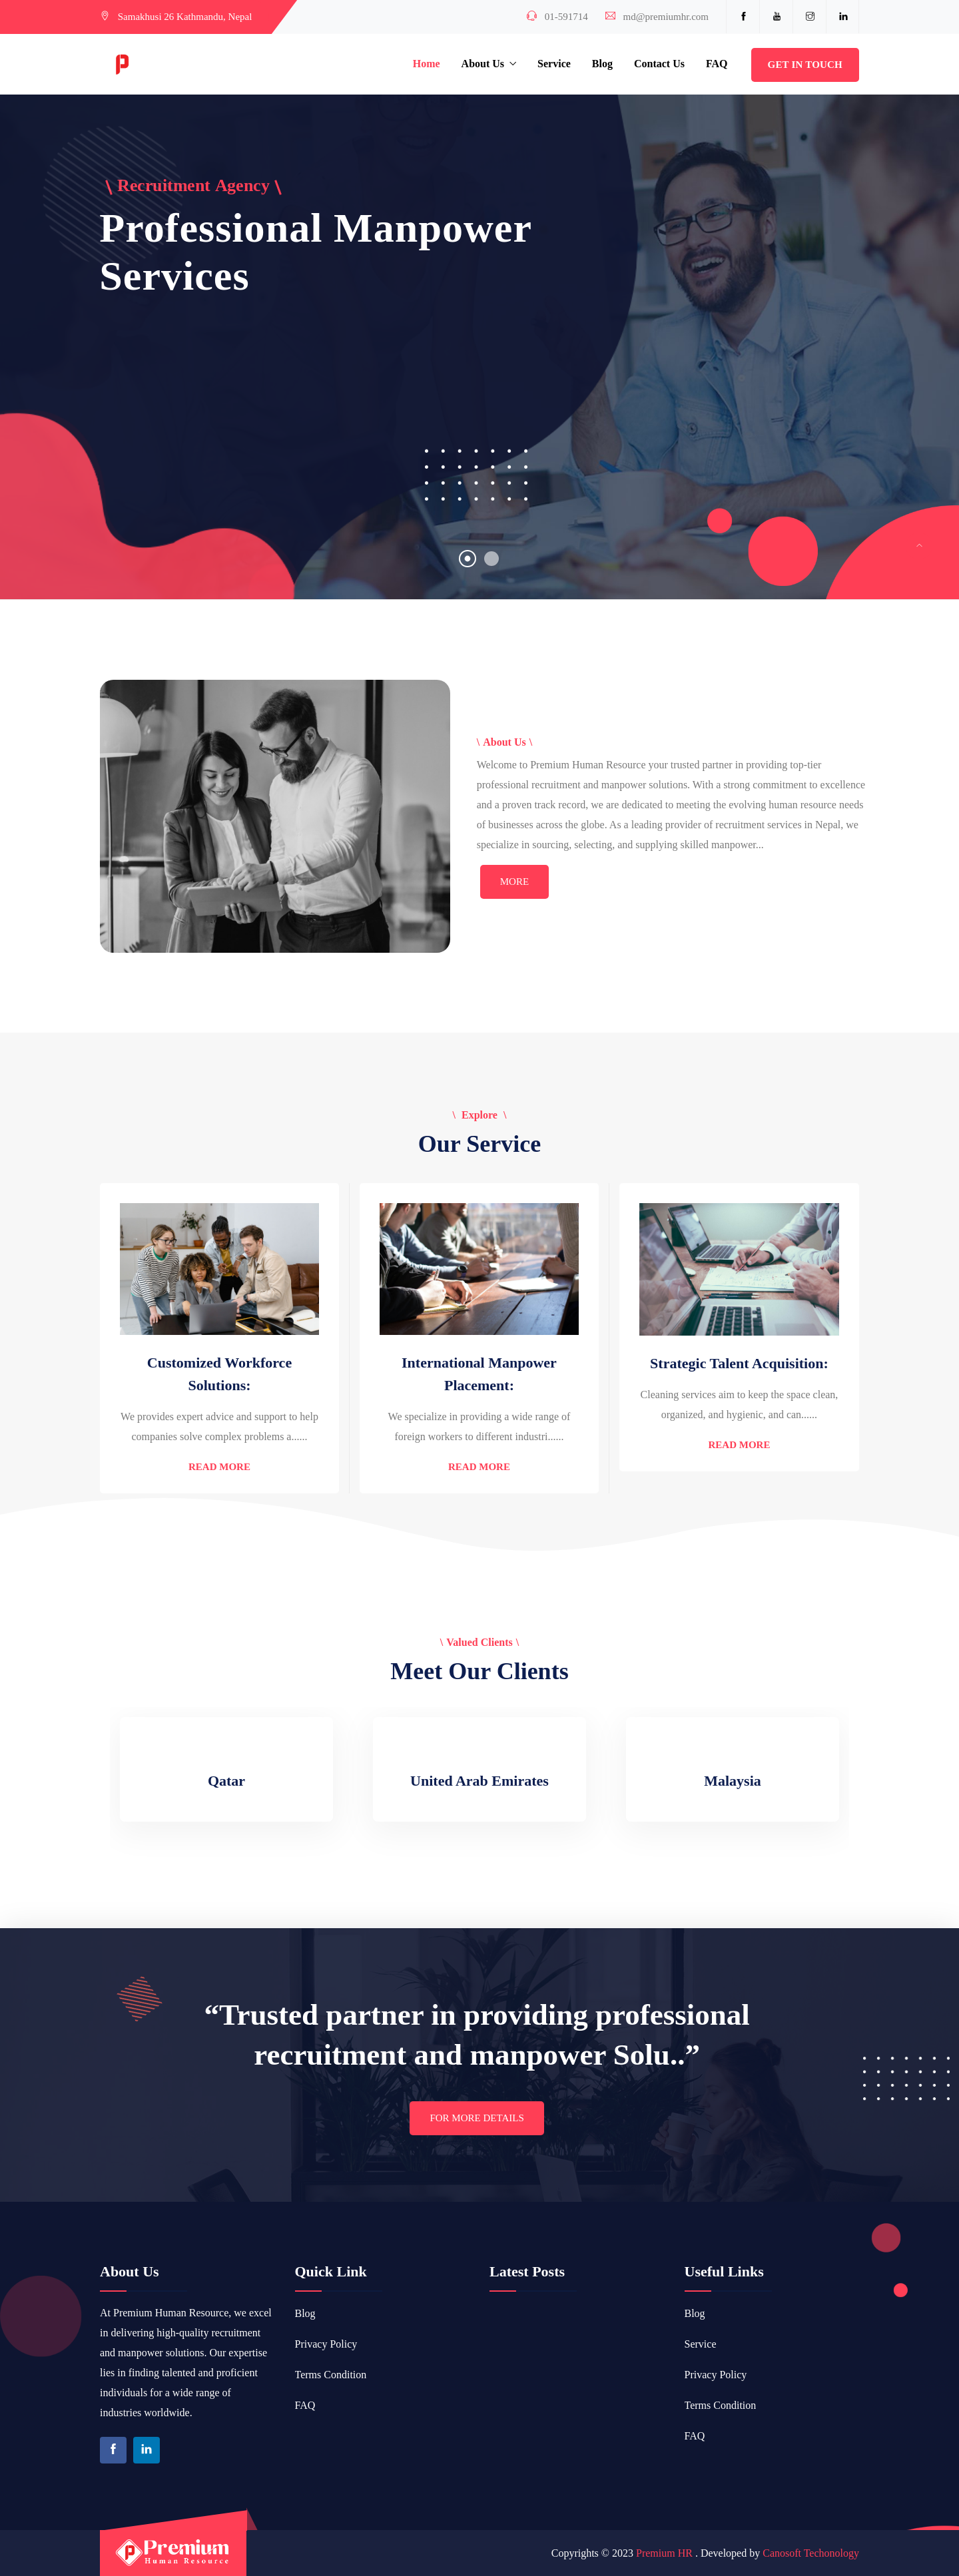 Samakhusi 26 Kathmandu, Nepal
01-591714
md@premiumhr.com
Home
About Us
Service
Blog
Contact Us
FAQ
GET IN TOUCH
\ Recruitment Agency \
Professional Manpower
Services
\ About Us \
Welcome to Premium Human Resource your trusted partner in providing top-tier
professional recruitment and manpower solutions. With a strong commitment to excellence
and a proven track record, we are dedicated to meeting the evolving human resource needs
of businesses across the globe. As a leading provider of recruitment services in Nepal, we
specialize in sourcing, selecting, and supplying skilled manpower...
MORE
\ Explore \
Our Service
Customized Workforce
Solutions:
We provides expert advice and support to help
companies solve complex problems a......
READ MORE
International Manpower
Placement:
We specialize in providing a wide range of
foreign workers to different industri......
READ MORE
Strategic Talent Acquisition:
Cleaning services aim to keep the space clean,
organized, and hygienic, and can......
READ MORE
\ Valued Clients \
Meet Our Clients
Qatar
United Arab Emirates
Malaysia
“Trusted partner in providing professional
recruitment and manpower Solu..”
FOR MORE DETAILS
About Us
At Premium Human Resource, we excel
in delivering high-quality recruitment
and manpower solutions. Our expertise
lies in finding talented and proficient
individuals for a wide range of
industries worldwide.
Quick Link
Blog
Privacy Policy
Terms Condition
FAQ
Latest Posts
Useful Links
Blog
Service
Privacy Policy
Terms Condition
FAQ
Premium
Human Resource
Copyrights © 2023 Premium HR . Developed by Canosoft Techonology